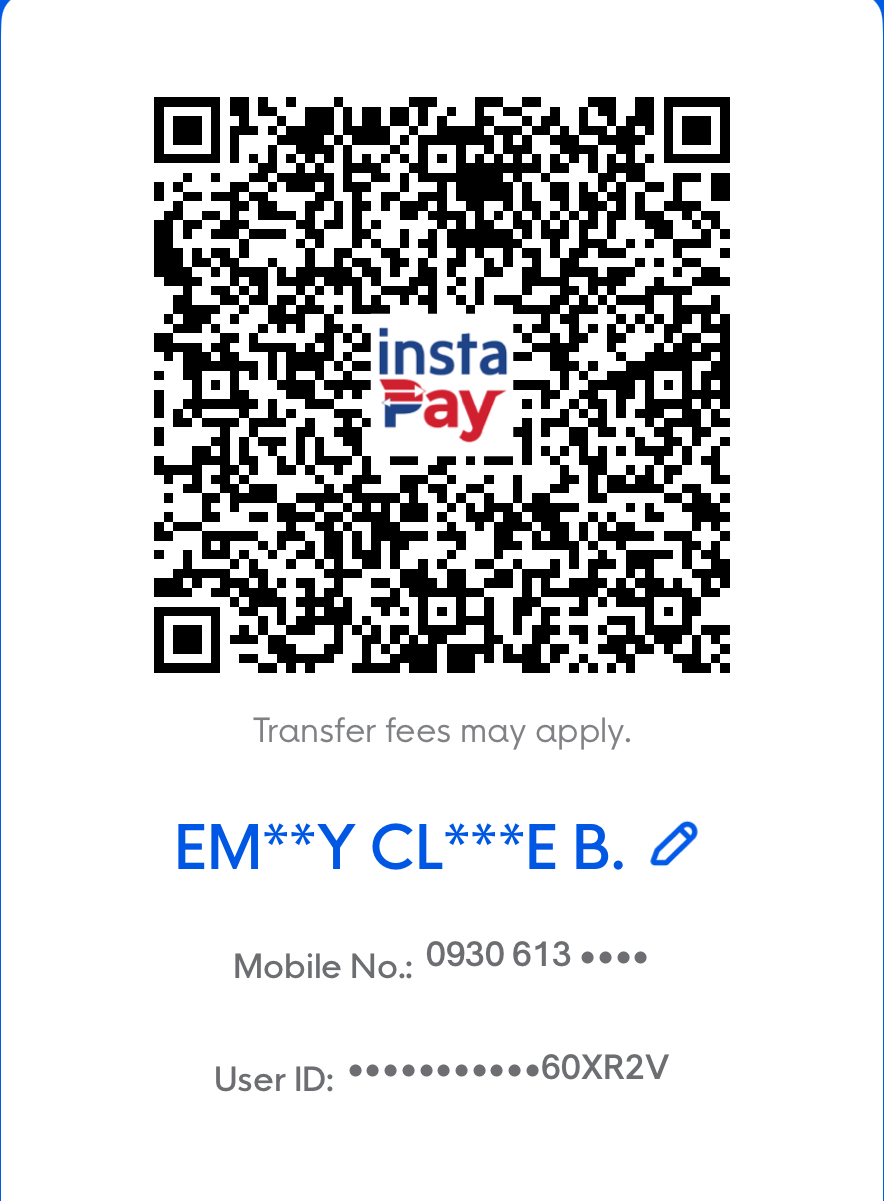 insta
Pay
Transfer fees may apply.
EM**Y CL***E B.
Mobile No.: 0930 613 ••••
User ID: •••••••••••60XR2V